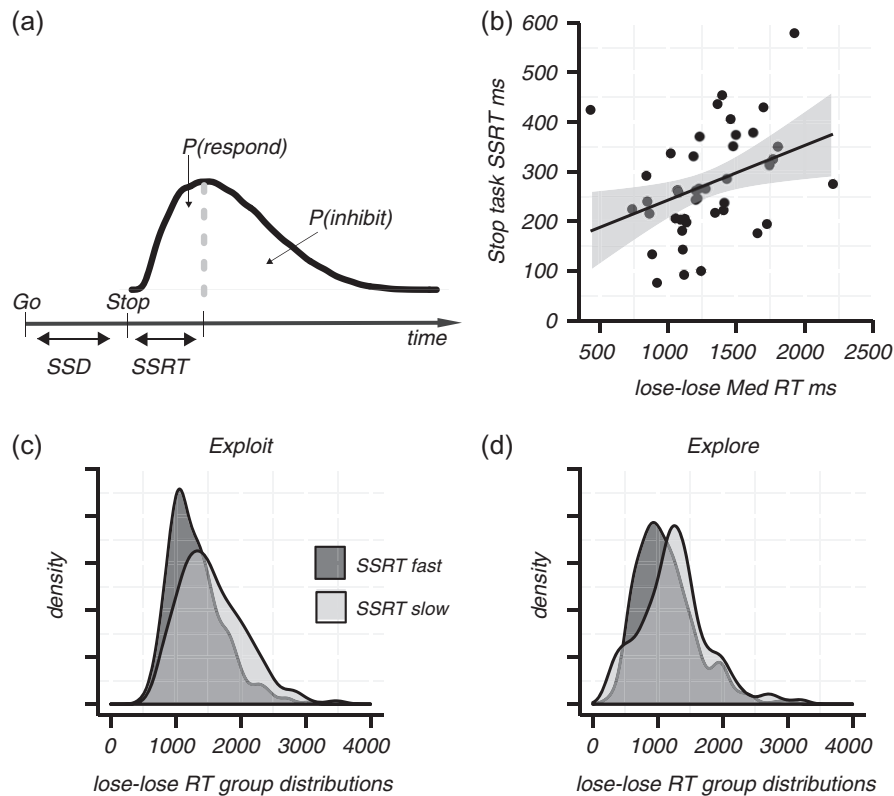 (a)
P(respond)
P(inhibit)
Go
Stop
time
SSD
SSRT
(b)
Stop task SSRT ms
600
500
400
300
200
100
0
500 1000 1500 2000 2500
lose-lose Med RT ms
(c)
Exploit
density
SSRT fast
SSRT slow
0 1000 2000 3000 4000
lose-lose RT group distributions
(d)
Explore
density
0 1000 2000 3000 4000
lose-lose RT group distributions